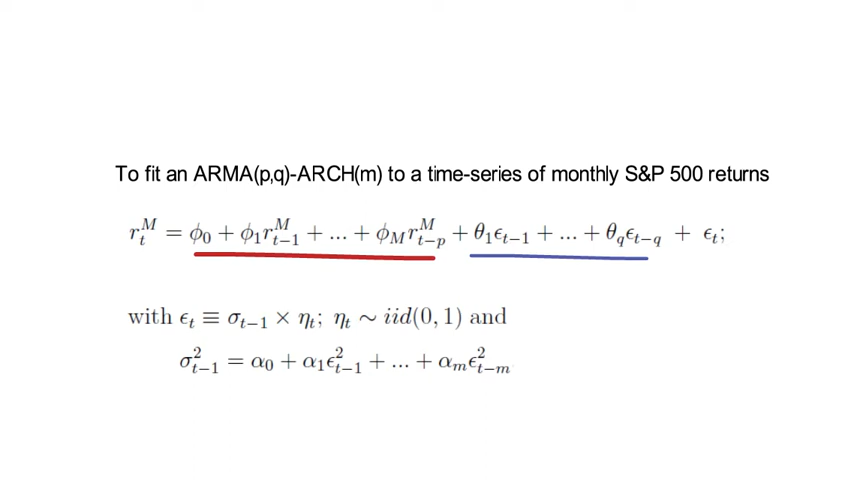 To fit an ARMA(p,q)-ARCH(m) to a time-series of monthly S&P 500 returns
r_t^M = ϕ_0 + ϕ_1 r_{t−1}^M + ... + ϕ_M r_{t−p}^M + θ_1 ϵ_{t−1} + ... + θ_q ϵ_{t−q} + ϵ_t;
with ϵ_t ≡ σ_{t−1} × η_t; η_t ∼ iid(0, 1) and
σ_{t−1}^2 = α_0 + α_1 ϵ_{t−1}^2 + ... + α_m ϵ_{t−m}^2